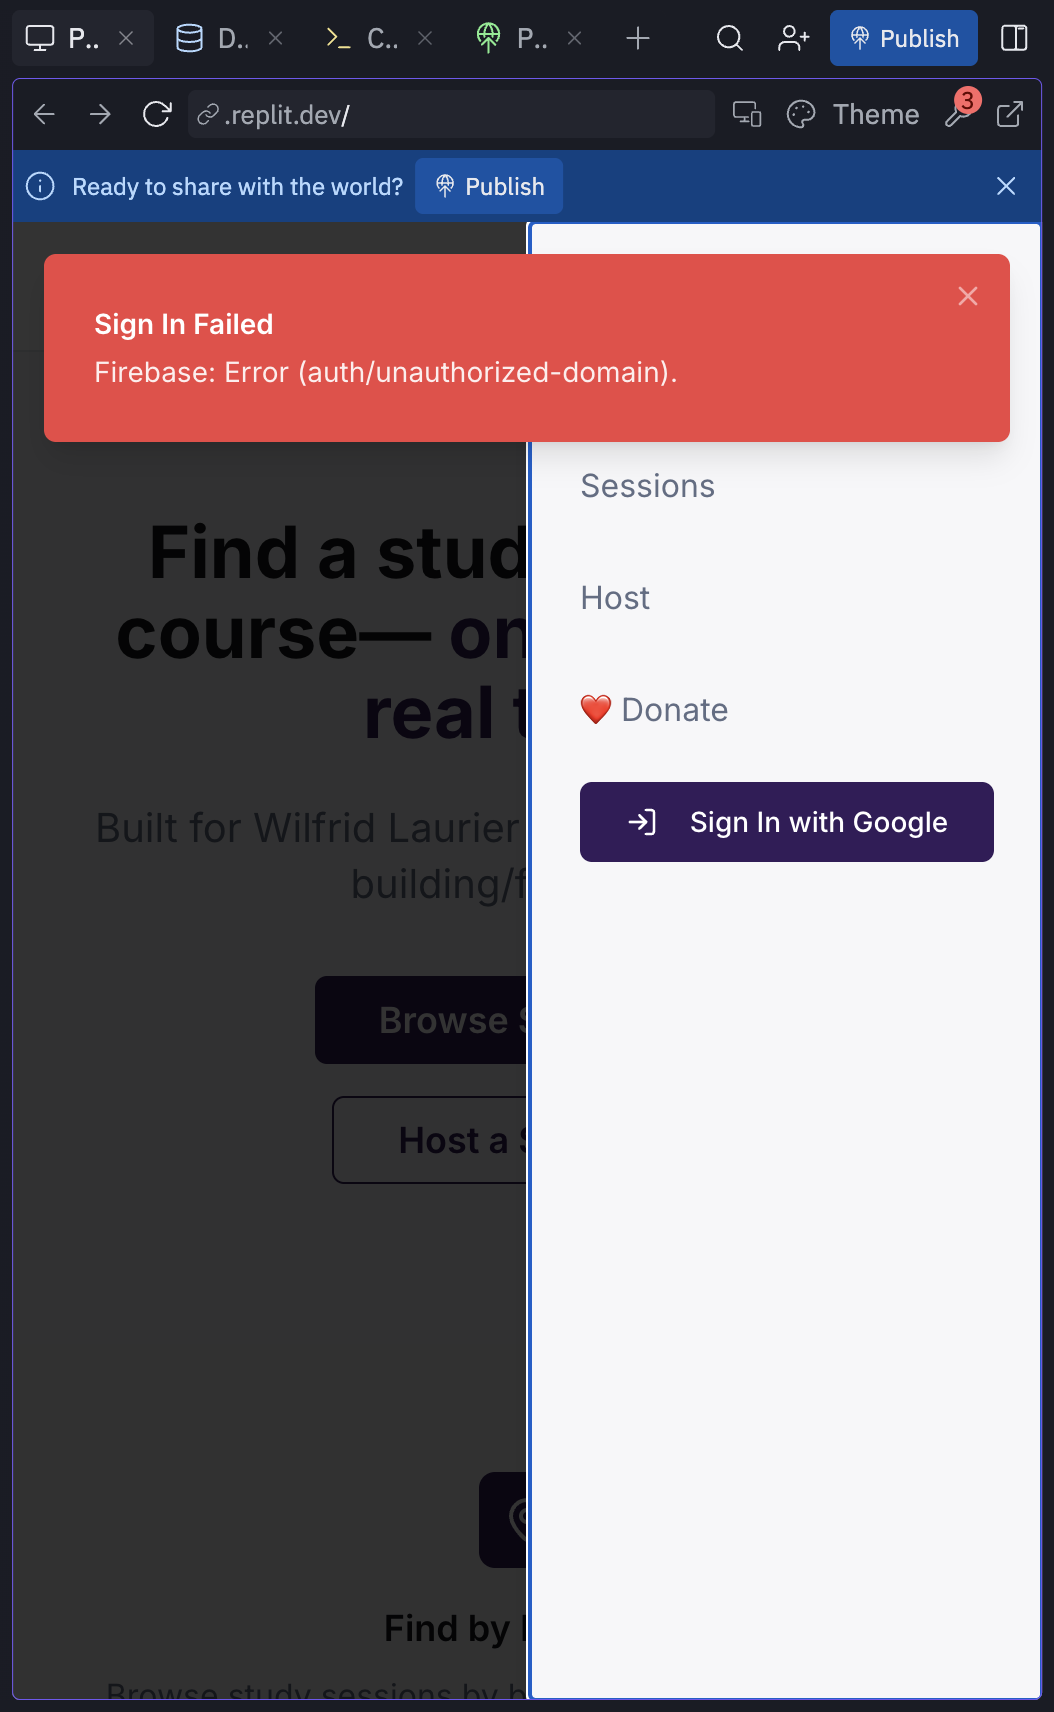 P..
D..
C..
P..
Publish
.replit.dev/
Theme
3
Ready to share with the world?
Publish
Sign In Failed
Firebase: Error (auth/unauthorized-domain).
Sessions
Host
❤️ Donate
Sign In with Google
Find a stud
course— on
real t
Built for Wilfrid Laurier
building/f
Browse S
Host a S
Find by
Browse study sessions by b